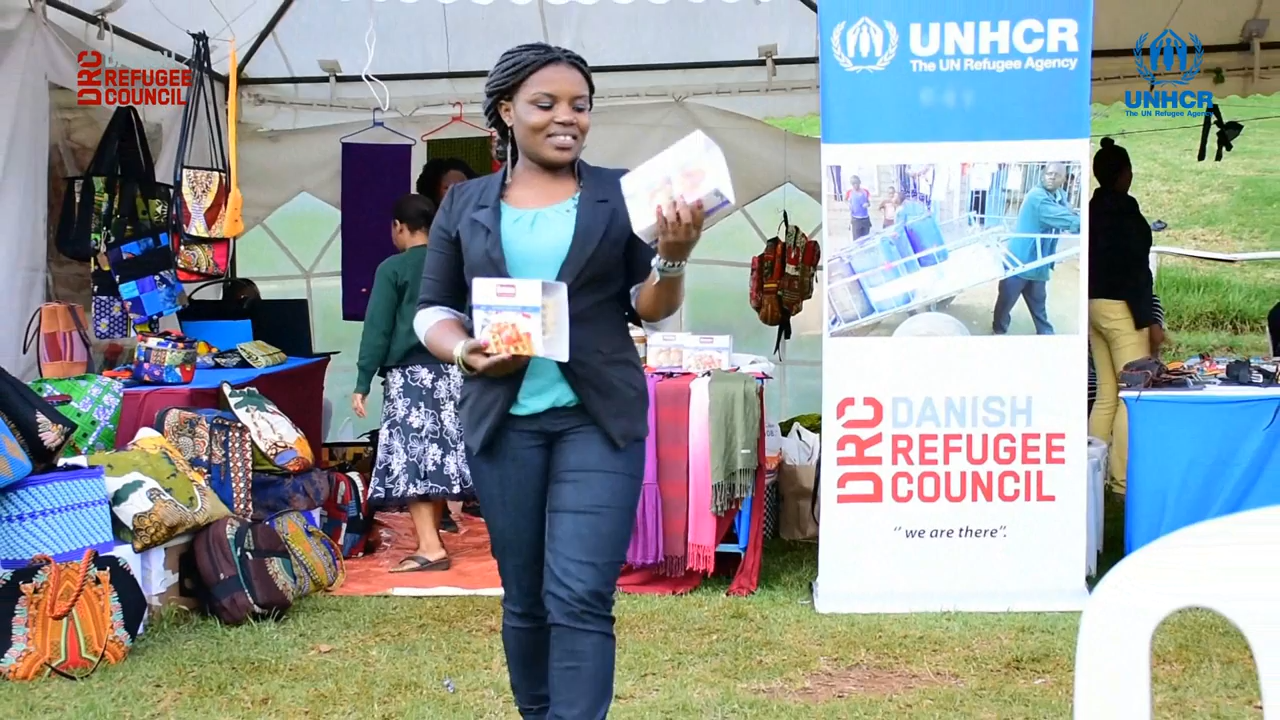 DRC DANISH
REFUGEE
COUNCIL
UNHCR
The UN Refugee Agency
UNHCR
The UN Refugee Agency
DRC DANISH
REFUGEE
COUNCIL
“we are there”.